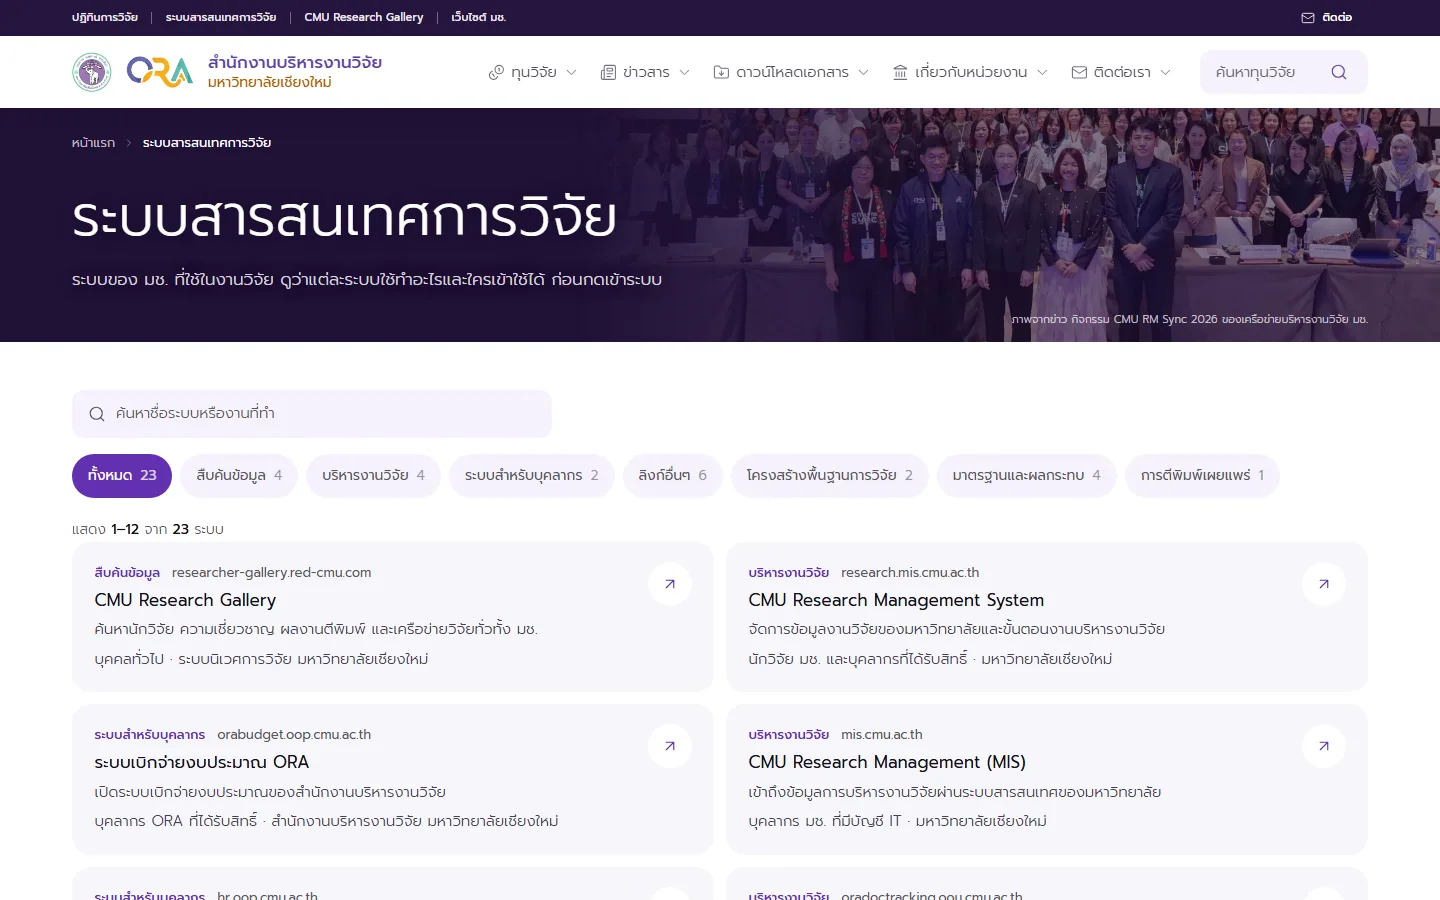 ปฏิทินการวิจัย
ระบบสารสนเทศการวิจัย
CMU Research Gallery
เว็บไซต์ มช.
ติดต่อ
ORA
สำนักงานบริหารงานวิจัย
มหาวิทยาลัยเชียงใหม่
ทุนวิจัย
ข่าวสาร
ดาวน์โหลดเอกสาร
เกี่ยวกับหน่วยงาน
ติดต่อเรา
ค้นหาทุนวิจัย
หน้าแรก
ระบบสารสนเทศการวิจัย
ระบบสารสนเทศการวิจัย
ระบบของ มช. ที่ใช้ในงานวิจัย ดูว่าแต่ละระบบใช้ทำอะไรและใครเข้าใช้ได้ ก่อนกดเข้าระบบ
ภาพจากข่าว กิจกรรม CMU RM Sync 2026 ของเครือข่ายบริหารงานวิจัย มช.
ค้นหาชื่อระบบหรืองานที่ทำ
ทั้งหมด 23
สืบค้นข้อมูล 4
บริหารงานวิจัย 4
ระบบสำหรับบุคลากร 2
ลิงก์อื่นๆ 6
โครงสร้างพื้นฐานการวิจัย 2
มาตรฐานและผลกระทบ 4
การตีพิมพ์เผยแพร่ 1
แสดง 1–12 จาก 23 ระบบ
สืบค้นข้อมูล researcher-gallery.red-cmu.com
CMU Research Gallery
ค้นหานักวิจัย ความเชี่ยวชาญ ผลงานตีพิมพ์ และเครือข่ายวิจัยทั่วทั้ง มช.
บุคคลทั่วไป · ระบบนิเวศการวิจัย มหาวิทยาลัยเชียงใหม่
บริหารงานวิจัย research.mis.cmu.ac.th
CMU Research Management System
จัดการข้อมูลงานวิจัยของมหาวิทยาลัยและขั้นตอนงานบริหารงานวิจัย
นักวิจัย มช. และบุคลากรที่ได้รับสิทธิ์ · มหาวิทยาลัยเชียงใหม่
ระบบสำหรับบุคลากร orabudget.oop.cmu.ac.th
ระบบเบิกจ่ายงบประมาณ ORA
เปิดระบบเบิกจ่ายงบประมาณของสำนักงานบริหารงานวิจัย
บุคลากร ORA ที่ได้รับสิทธิ์ · สำนักงานบริหารงานวิจัย มหาวิทยาลัยเชียงใหม่
บริหารงานวิจัย mis.cmu.ac.th
CMU Research Management (MIS)
เข้าถึงข้อมูลการบริหารงานวิจัยผ่านระบบสารสนเทศของมหาวิทยาลัย
บุคลากร มช. ที่มีบัญชี IT · มหาวิทยาลัยเชียงใหม่
ระบบสำหรับบุคลากร hr.oop.cmu.ac.th
บริหารงานวิจัย oradoctracking.oou.cmu.ac.th